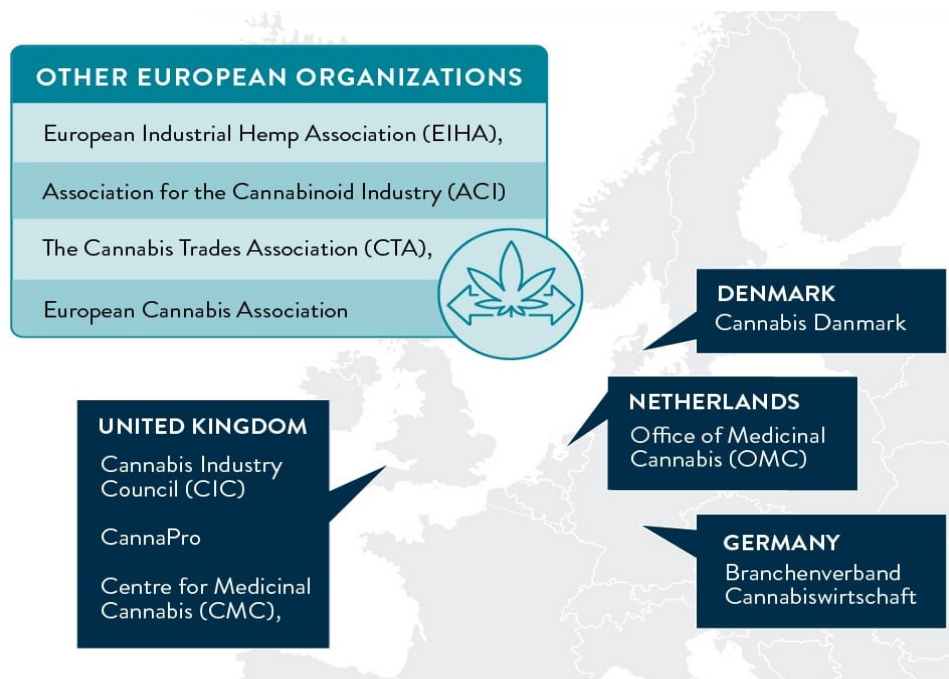 OTHER EUROPEAN ORGANIZATIONS
European Industrial Hemp Association (EIHA),
Association for the Cannabinoid Industry (ACI)
The Cannabis Trades Association (CTA),
European Cannabis Association
DENMARK
Cannabis Danmark
NETHERLANDS
Office of Medicinal
Cannabis (OMC)
UNITED KINGDOM
Cannabis Industry
Council (CIC)
CannaPro
Centre for Medicinal
Cannabis (CMC),
GERMANY
Branchenverband
Cannabiswirtschaft